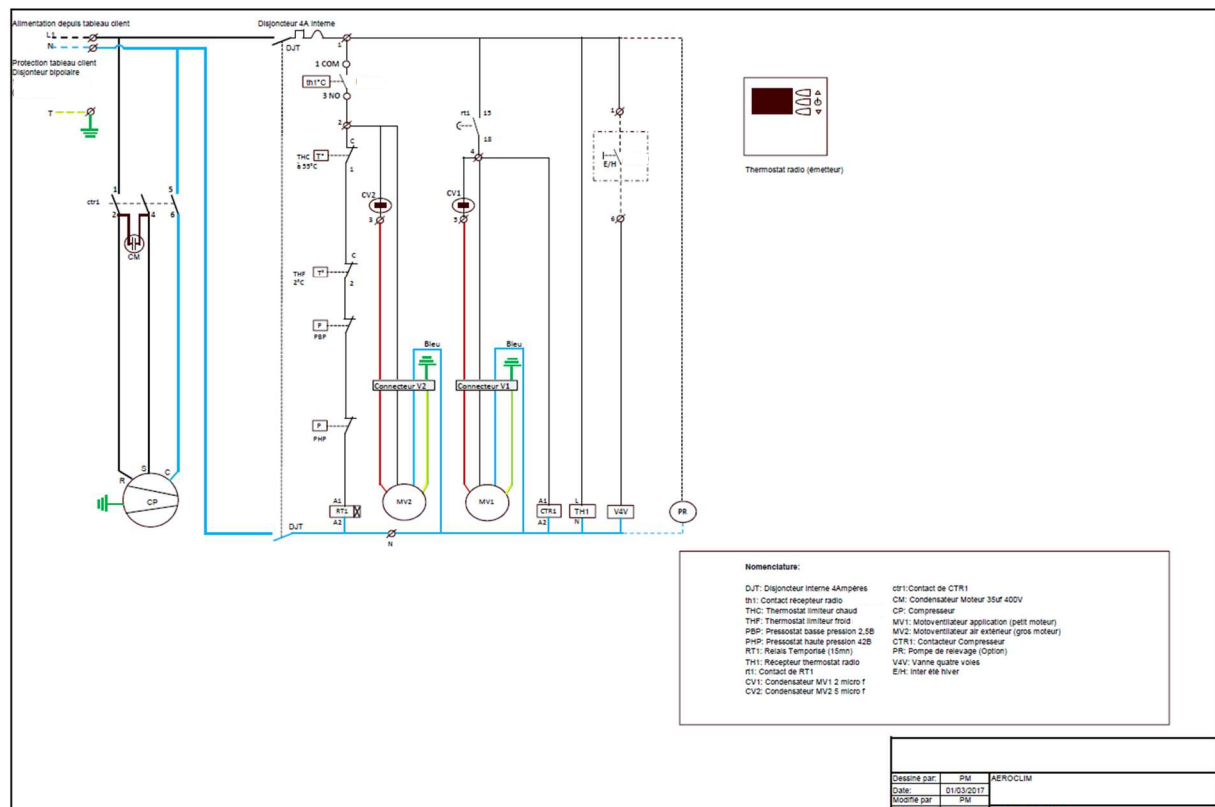 Alimentation depuis tableau client
L1
N
Protection tableau client
Disjonteur bipolaire
T
Disjoncteur 4A Interne
DJT
1
1 COM
th1°C
3 NO
2
THC
à 55°C
T°
C
1
CV2
3
THF
2°C
T°
C
2
P
PBP
P
PHP
rt1
15
18
4
CV1
5
1
E/H
6
Thermostat radio (émetteur)
ctr1
1
2
4
5
6
CM
Bleu
Bleu
Connecteur V2
Connecteur V1
R
S
C
CP
A1
RT1
A2
MV2
MV1
A1
CTR1
A2
L
TH1
N
V4V
PR
DJT
N
Nomenclature:
DJT: Disjoncteur Interne 4Ampères
th1: Contact récepteur radio
THC: Thermostat limiteur chaud
THF: Thermostat limiteur froid
PBP: Pressostat basse pression 2,5B
PHP: Pressostat haute pression 42B
RT1: Relais Temporisé (15mn)
TH1: Récepteur thermostat radio
rt1: Contact de RT1
CV1: Condensateur MV1 2 micro f
CV2: Condensateur MV2 5 micro f
ctr1:Contact de CTR1
CM: Condensateur Moteur 35uf 400V
CP: Compresseur
MV1: Motoventilateur application (petit moteur)
MV2: Motoventilateur air extérieur (gros moteur)
CTR1: Contacteur Compresseur
PR: Pompe de relevage (Option)
V4V: Vanne quatre voies
E/H: Inter été hiver
Dessiné par: PM AEROCLIM
Date: 01/03/2017
Modifié par PM